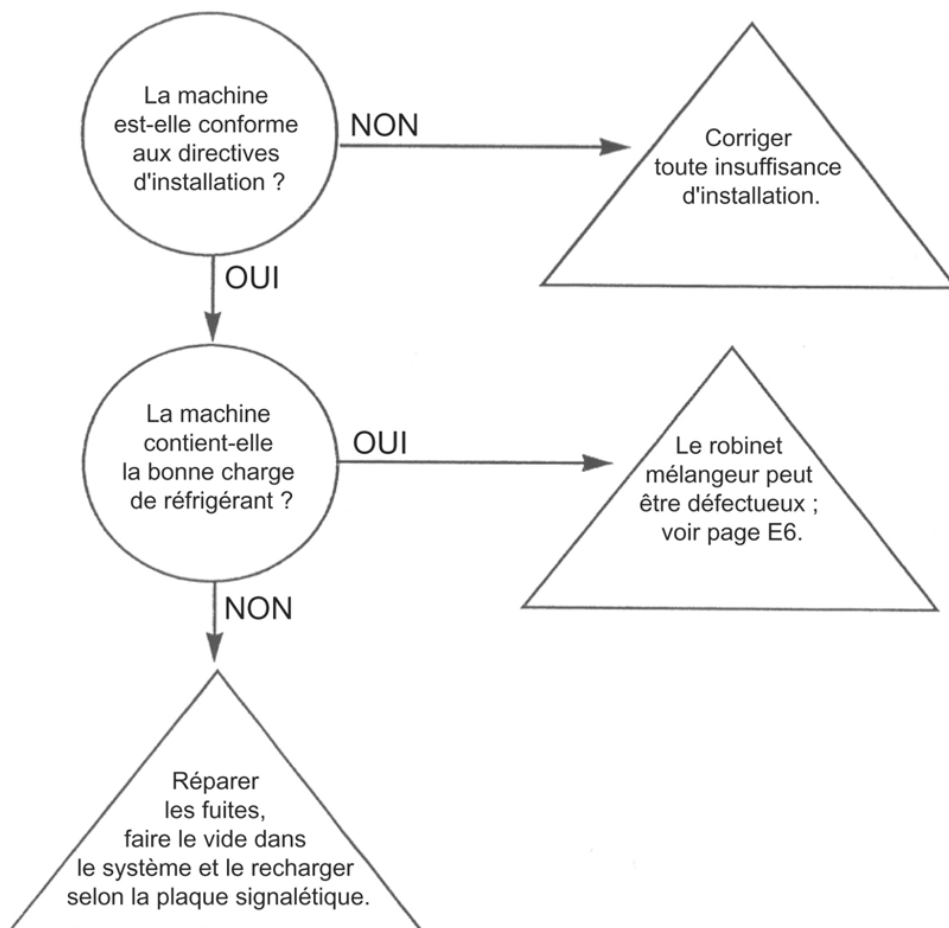 La machine
est-elle conforme
aux directives
d'installation ?
NON
Corriger
toute insuffisance
d'installation.
OUI
La machine
contient-elle
la bonne charge
de réfrigérant ?
OUI
Le robinet
mélangeur peut
être défectueux ;
voir page E6.
NON
Réparer
les fuites,
faire le vide dans
le système et le recharger
selon la plaque signalétique.